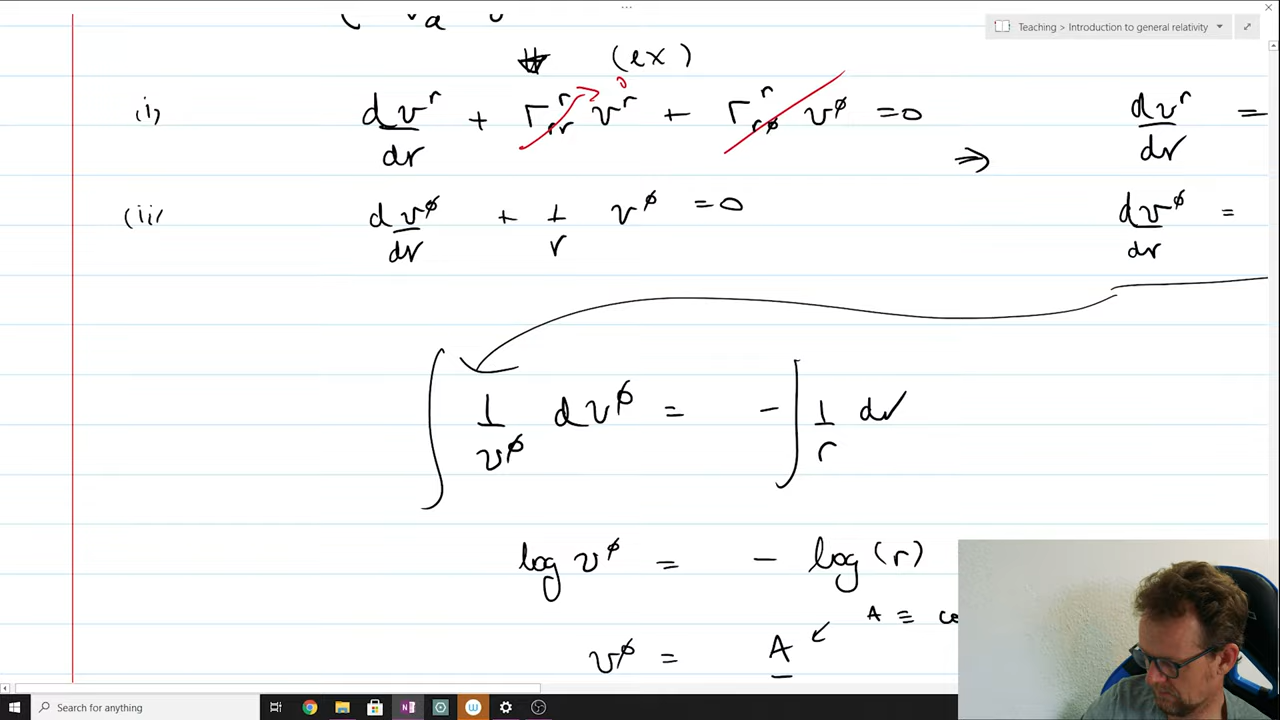 Teaching > Introduction to general relativity
a
(ex)
(i) dv^r/dr + Γ^r_rr v^r + Γ^r_rφ v^φ = 0 ⇒ dv^r/dr =
0
(ii) dv^φ/dr + 1/r v^φ = 0 dv^φ/dr =
∫ 1/v^φ dv^φ = - ∫ 1/r dr
log v^φ = - log (r)
A ≡
v^φ = A
Search for anything